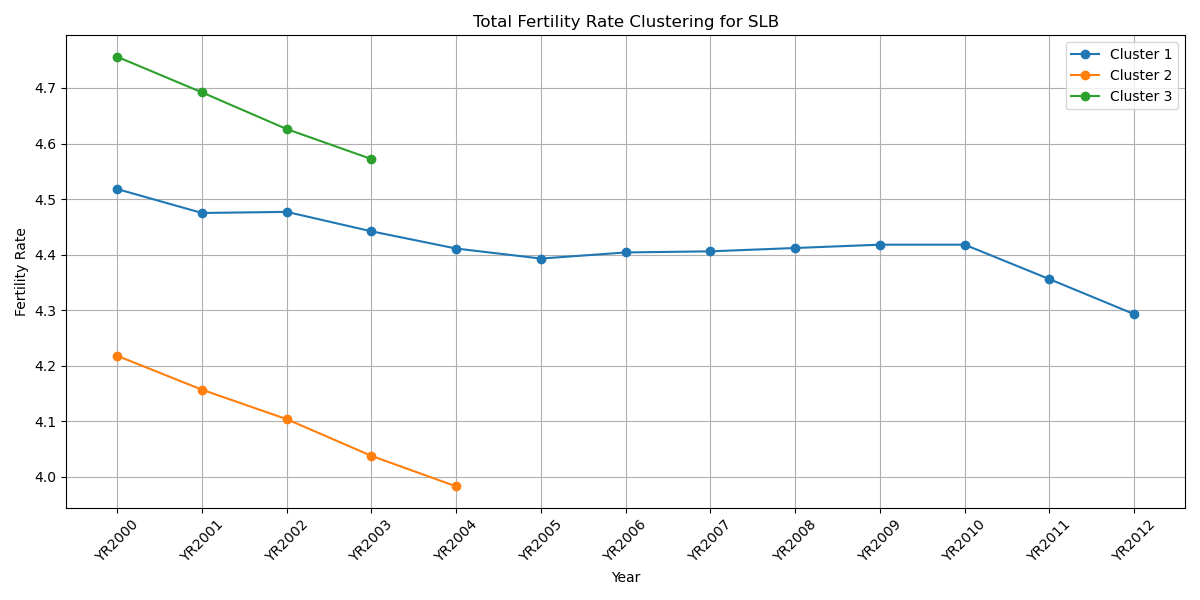 Total Fertility Rate Clustering for SLB
Cluster 1
Cluster 2
Cluster 3
Fertility Rate
4.7
4.6
4.5
4.4
4.3
4.2
4.1
4.0
YR2000
YR2001
YR2002
YR2003
YR2004
YR2005
YR2006
YR2007
YR2008
YR2009
YR2010
YR2011
YR2012
Year